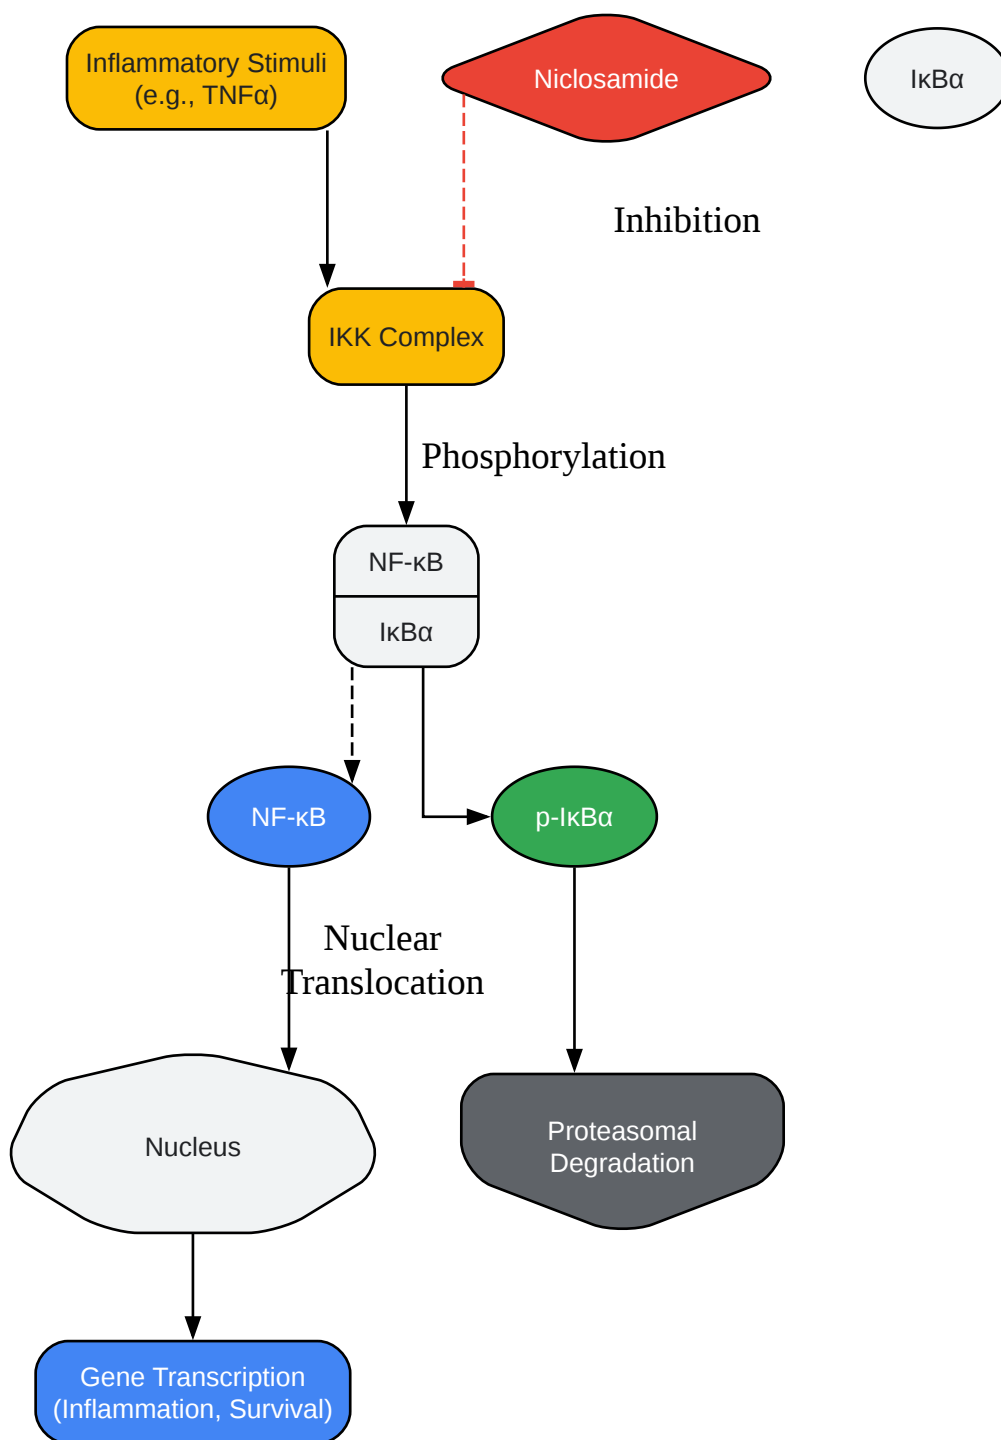 Inflammatory Stimuli
(e.g., TNFα)
Niclosamide
IκBα
Inhibition
IKK Complex
Phosphorylation
NF-κB
IκBα
NF-κB
p-IκBα
Nuclear
Translocation
Nucleus
Proteasomal
Degradation
Gene Transcription
(Inflammation, Survival)